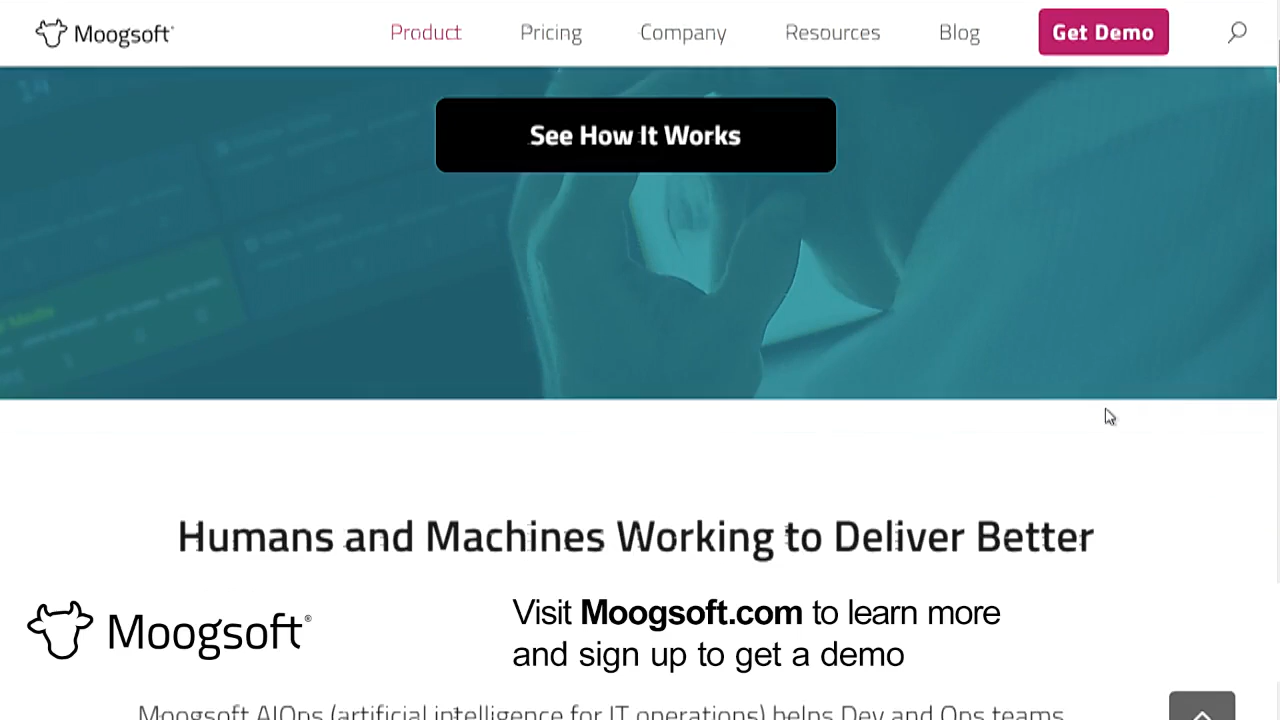 Moogsoft®
Product
Pricing
Company
Resources
Blog
Get Demo
See How It Works
Humans and Machines Working to Deliver Better
Moogsoft®
Visit Moogsoft.com to learn more
and sign up to get a demo
Moogsoft AIOps (artificial intelligence for IT operations) helps Dev and Ops teams